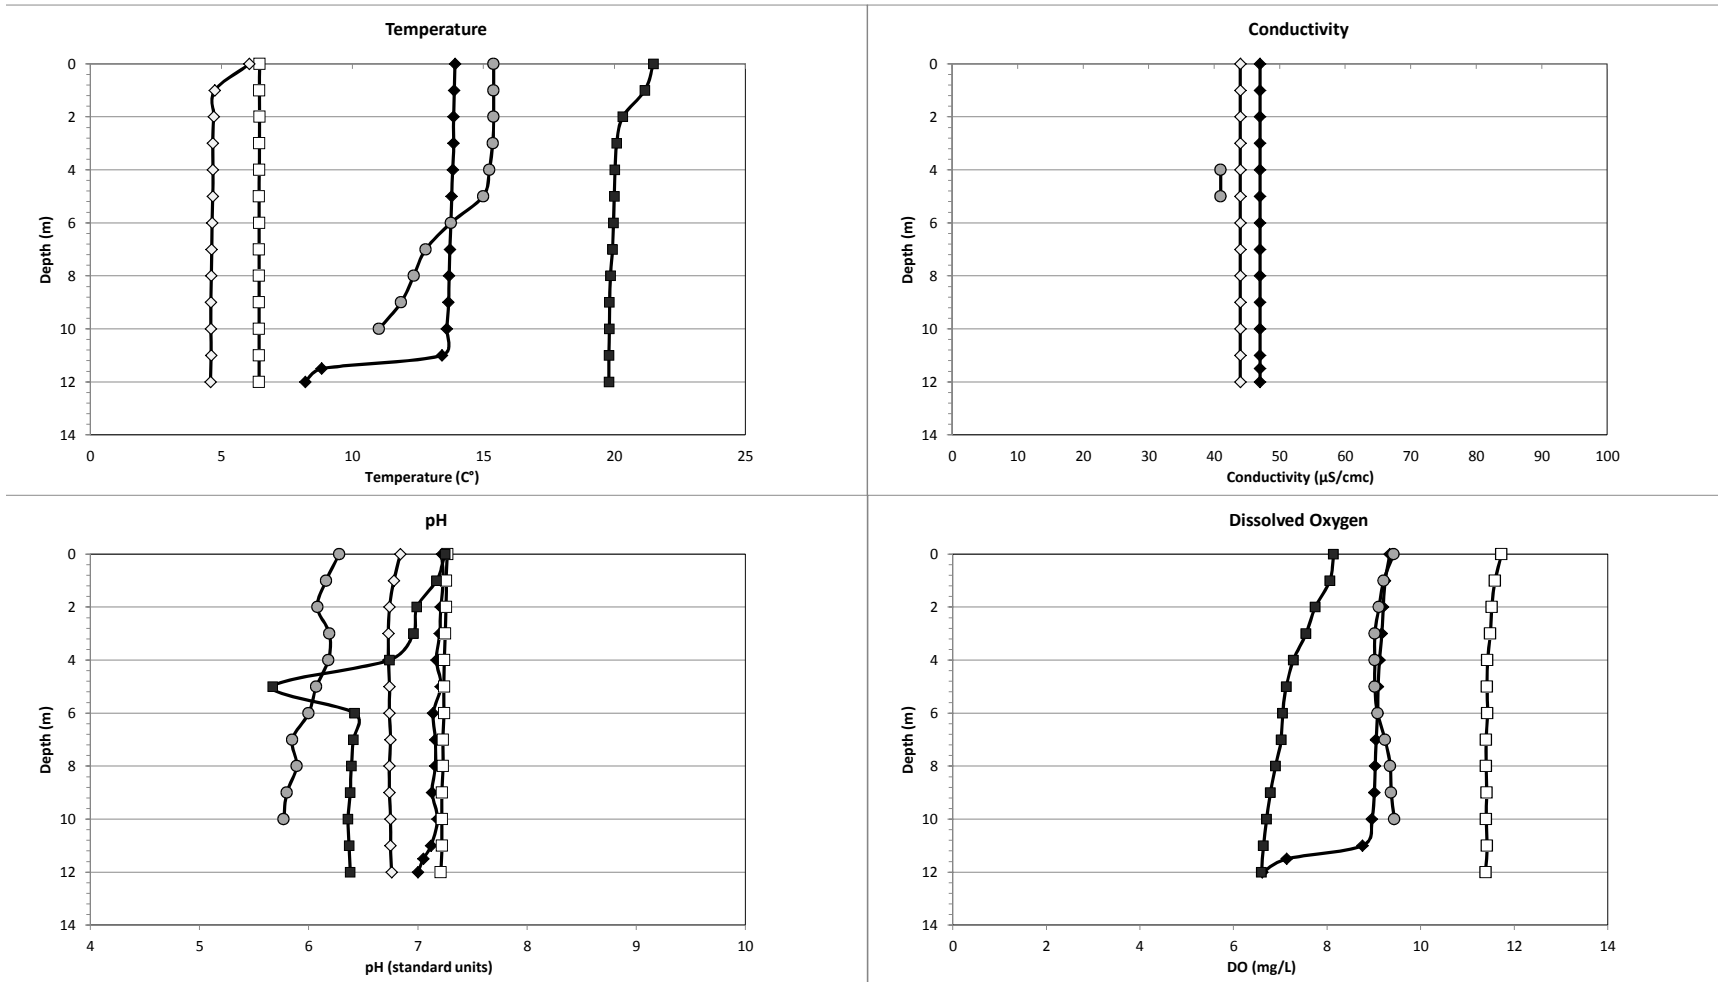 Temperature
0
2
4
6
8
10
12
14
Depth (m)
0 5 10 15 20 25
Temperature (C°)
Conductivity
0
2
4
6
8
10
12
14
Depth (m)
0 10 20 30 40 50 60 70 80 90 100
Conductivity (µS/cmc)
pH
0
2
4
6
8
10
12
14
Depth (m)
4 5 6 7 8 9 10
pH (standard units)
Dissolved Oxygen
0
2
4
6
8
10
12
14
Depth (m)
0 2 4 6 8 10 12 14
DO (mg/L)